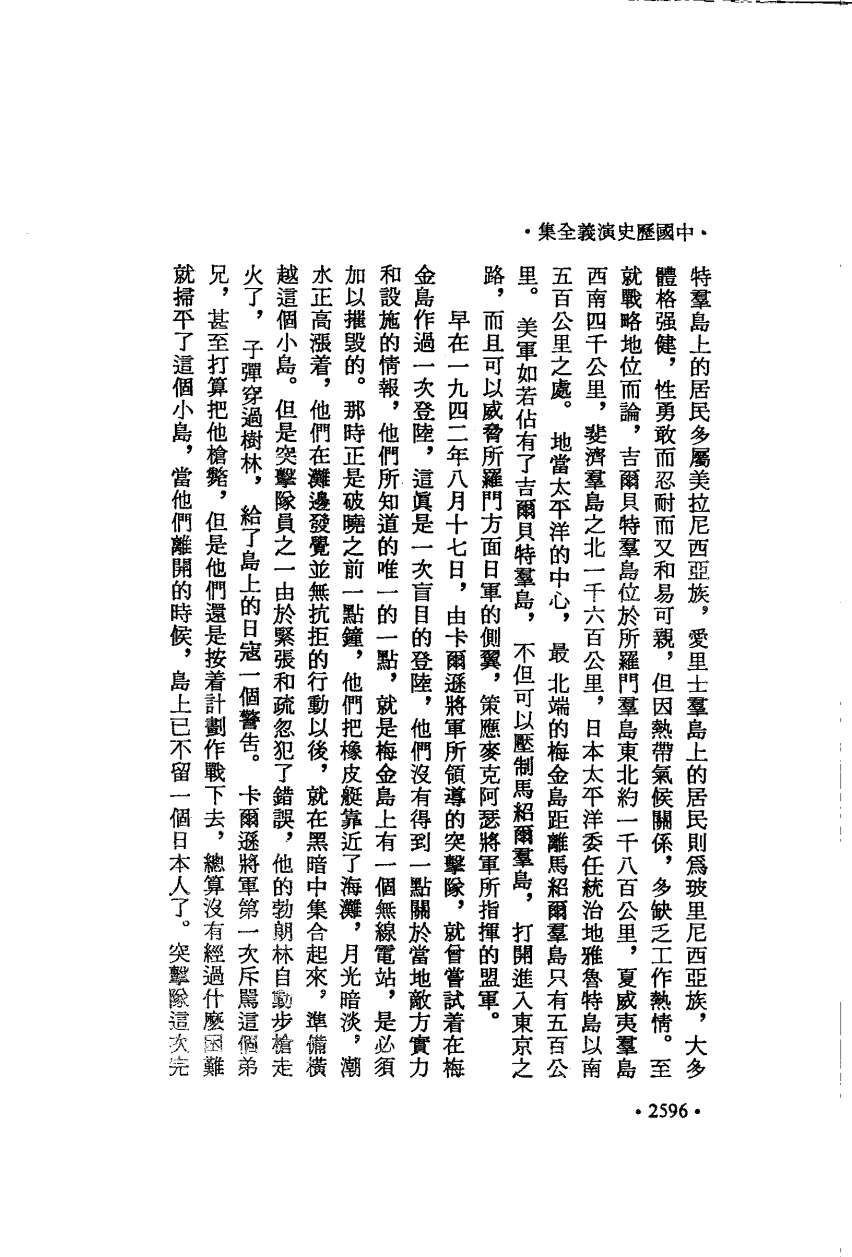 ·中國歷史演義全集·
特羣島上的居民多屬美拉尼西亞族，愛里士羣島上的居民則爲玻里尼西亞族，大多
體格强健，性勇敢而忍耐而又和易可親，但因熱帶氣候關係，多缺乏工作熱情。至
就戰略地位而論，吉爾貝特羣島位於所羅門羣島東北約一千八百公里，夏威夷羣島
西南四千公里，斐濟羣島之北一千六百公里，日本太平洋委任統治地雅魯特島以南
五百公里之處。地當太平洋的中心，最北端的梅金島距離馬紹爾羣島只有五百公
里。美軍如若佔有了吉爾貝特羣島，不但可以壓制馬紹爾羣島，打開進入東京之
路，而且可以威脅所羅門方面日軍的側翼，策應麥克阿瑟將軍所指揮的盟軍。
早在一九四二年八月十七日，由卡爾遜將軍所領導的突擊隊，就曾嘗試着在梅
金島作過一次登陸，這眞是一次盲目的登陸，他們沒有得到一點關於當地敵方實力
和設施的情報，他們所知道的唯一的一點，就是梅金島上有一個無線電站，是必須
加以摧毀的。那時正是破曉之前一點鐘，他們把橡皮艇靠近了海灘，月光暗淡，潮
水正高漲着，他們在灘邊發覺並無抗拒的行動以後，就在黑暗中集合起來，準備橫
越這個小島。但是突擊隊員之一由於緊張和疏忽犯了錯誤，他的勃朗林自動步槍走
火了，子彈穿過樹林，給了島上的日寇一個警告。卡爾遜將軍第一次斥駡這個弟
兄，甚至打算把他槍斃，但是他們還是按着計劃作戰下去，總算沒有經過什麼困難
就掃平了這個小島，當他們離開的時候，島上已不留一個日本人了。突擊隊這次完
·2596·